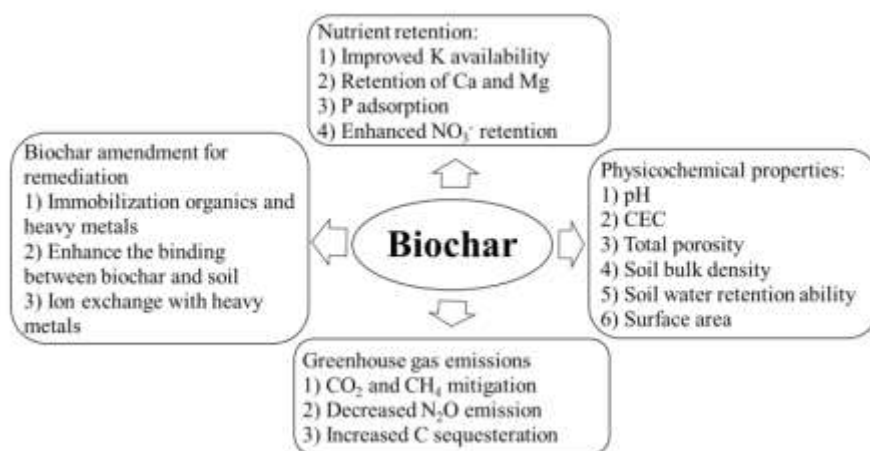 Nutrient retention:
1) Improved K availability
2) Retention of Ca and Mg
3) P adsorption
4) Enhanced NO₃⁻ retention
Biochar amendment for
remediation
1) Immobilization organics and
heavy metals
2) Enhance the binding
between biochar and soil
3) Ion exchange with heavy
metals
Biochar
Physicochemical properties:
1) pH
2) CEC
3) Total porosity
4) Soil bulk density
5) Soil water retention ability
6) Surface area
Greenhouse gas emissions
1) CO₂ and CH₄ mitigation
2) Decreased N₂O emission
3) Increased C sequesteration